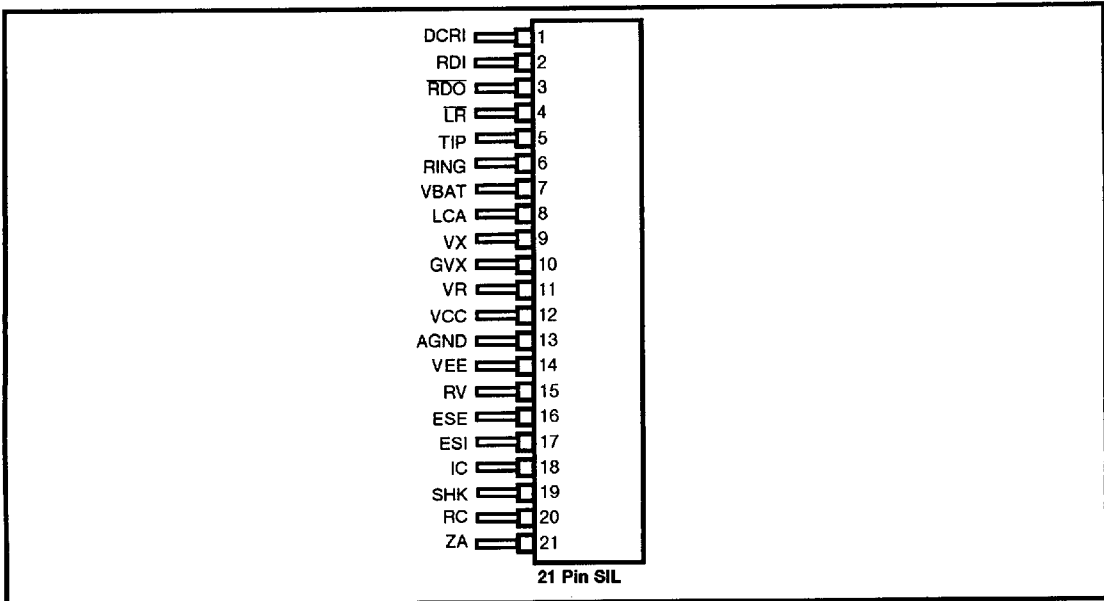 DCRI 1
RDI 2
R̅D̅O̅ 3
L̅R̅ 4
TIP 5
RING 6
VBAT 7
LCA 8
VX 9
GVX 10
VR 11
VCC 12
AGND 13
VEE 14
RV 15
ESE 16
ESI 17
IC 18
SHK 19
RC 20
ZA 21
21 Pin SIL